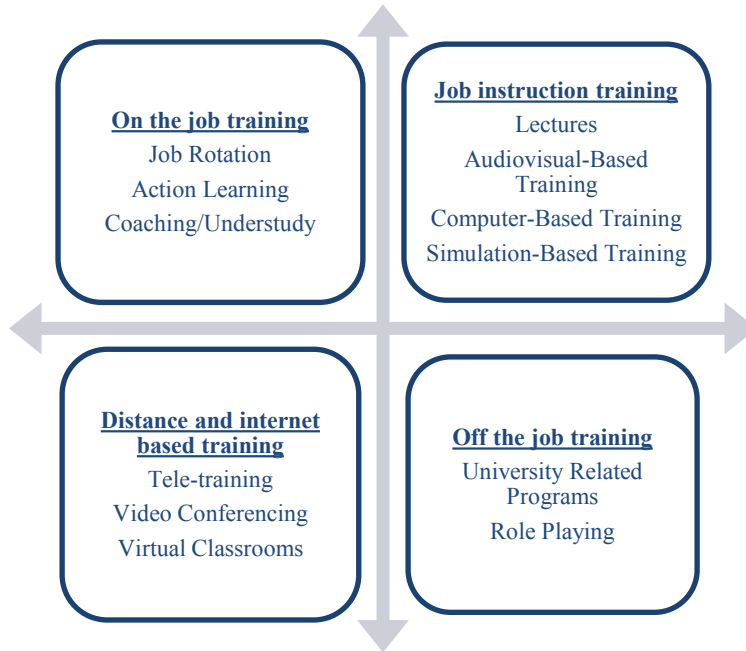 On the job training
Job Rotation
Action Learning
Coaching/Understudy
Job instruction training
Lectures
Audiovisual-Based
Training
Computer-Based Training
Simulation-Based Training
Distance and internet
based training
Tele-training
Video Conferencing
Virtual Classrooms
Off the job training
University Related
Programs
Role Playing